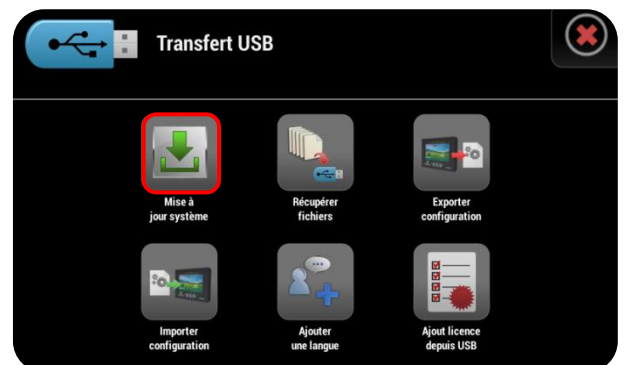 Transfert USB
Mise à
jour système
Récupérer
fichiers
Exporter
configuration
Importer
configuration
Ajouter
une langue
Ajout licence
depuis USB